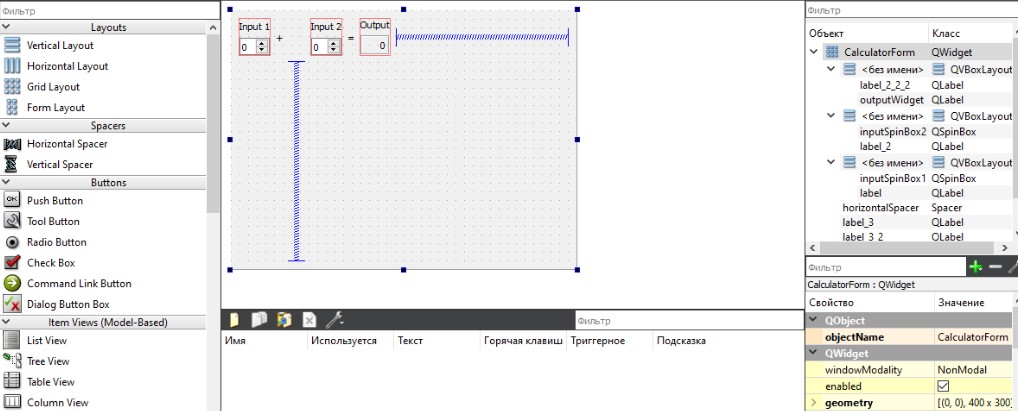 Фильтр
Layouts
Vertical Layout
Horizontal Layout
Grid Layout
Form Layout
Spacers
Horizontal Spacer
Vertical Spacer
Buttons
OK Push Button
Tool Button
Radio Button
Check Box
Command Link Button
Dialog Button Box
Item Views (Model-Based)
List View
Tree View
Table View
Column View
Input 1 Input 2 Output
0 + 0 = 0
Фильтр
Имя Используется Текст Горячая клавиш Триггерное Подсказка
Фильтр
Объект Класс
CalculatorForm QWidget
<без имени> QVBoxLayout
label_2_2_2 QLabel
outputWidget QLabel
<без имени> QVBoxLayout
inputSpinBox2 QSpinBox
label_2 QLabel
<без имени> QVBoxLayout
inputSpinBox1 QSpinBox
label QLabel
horizontalSpacer Spacer
label_3 QLabel
label_3_2 QLabel
Фильтр
CalculatorForm : QWidget
Свойство Значение
QObject
objectName CalculatorForm
QWidget
windowModality NonModal
enabled
geometry [(0, 0), 400 x 300]